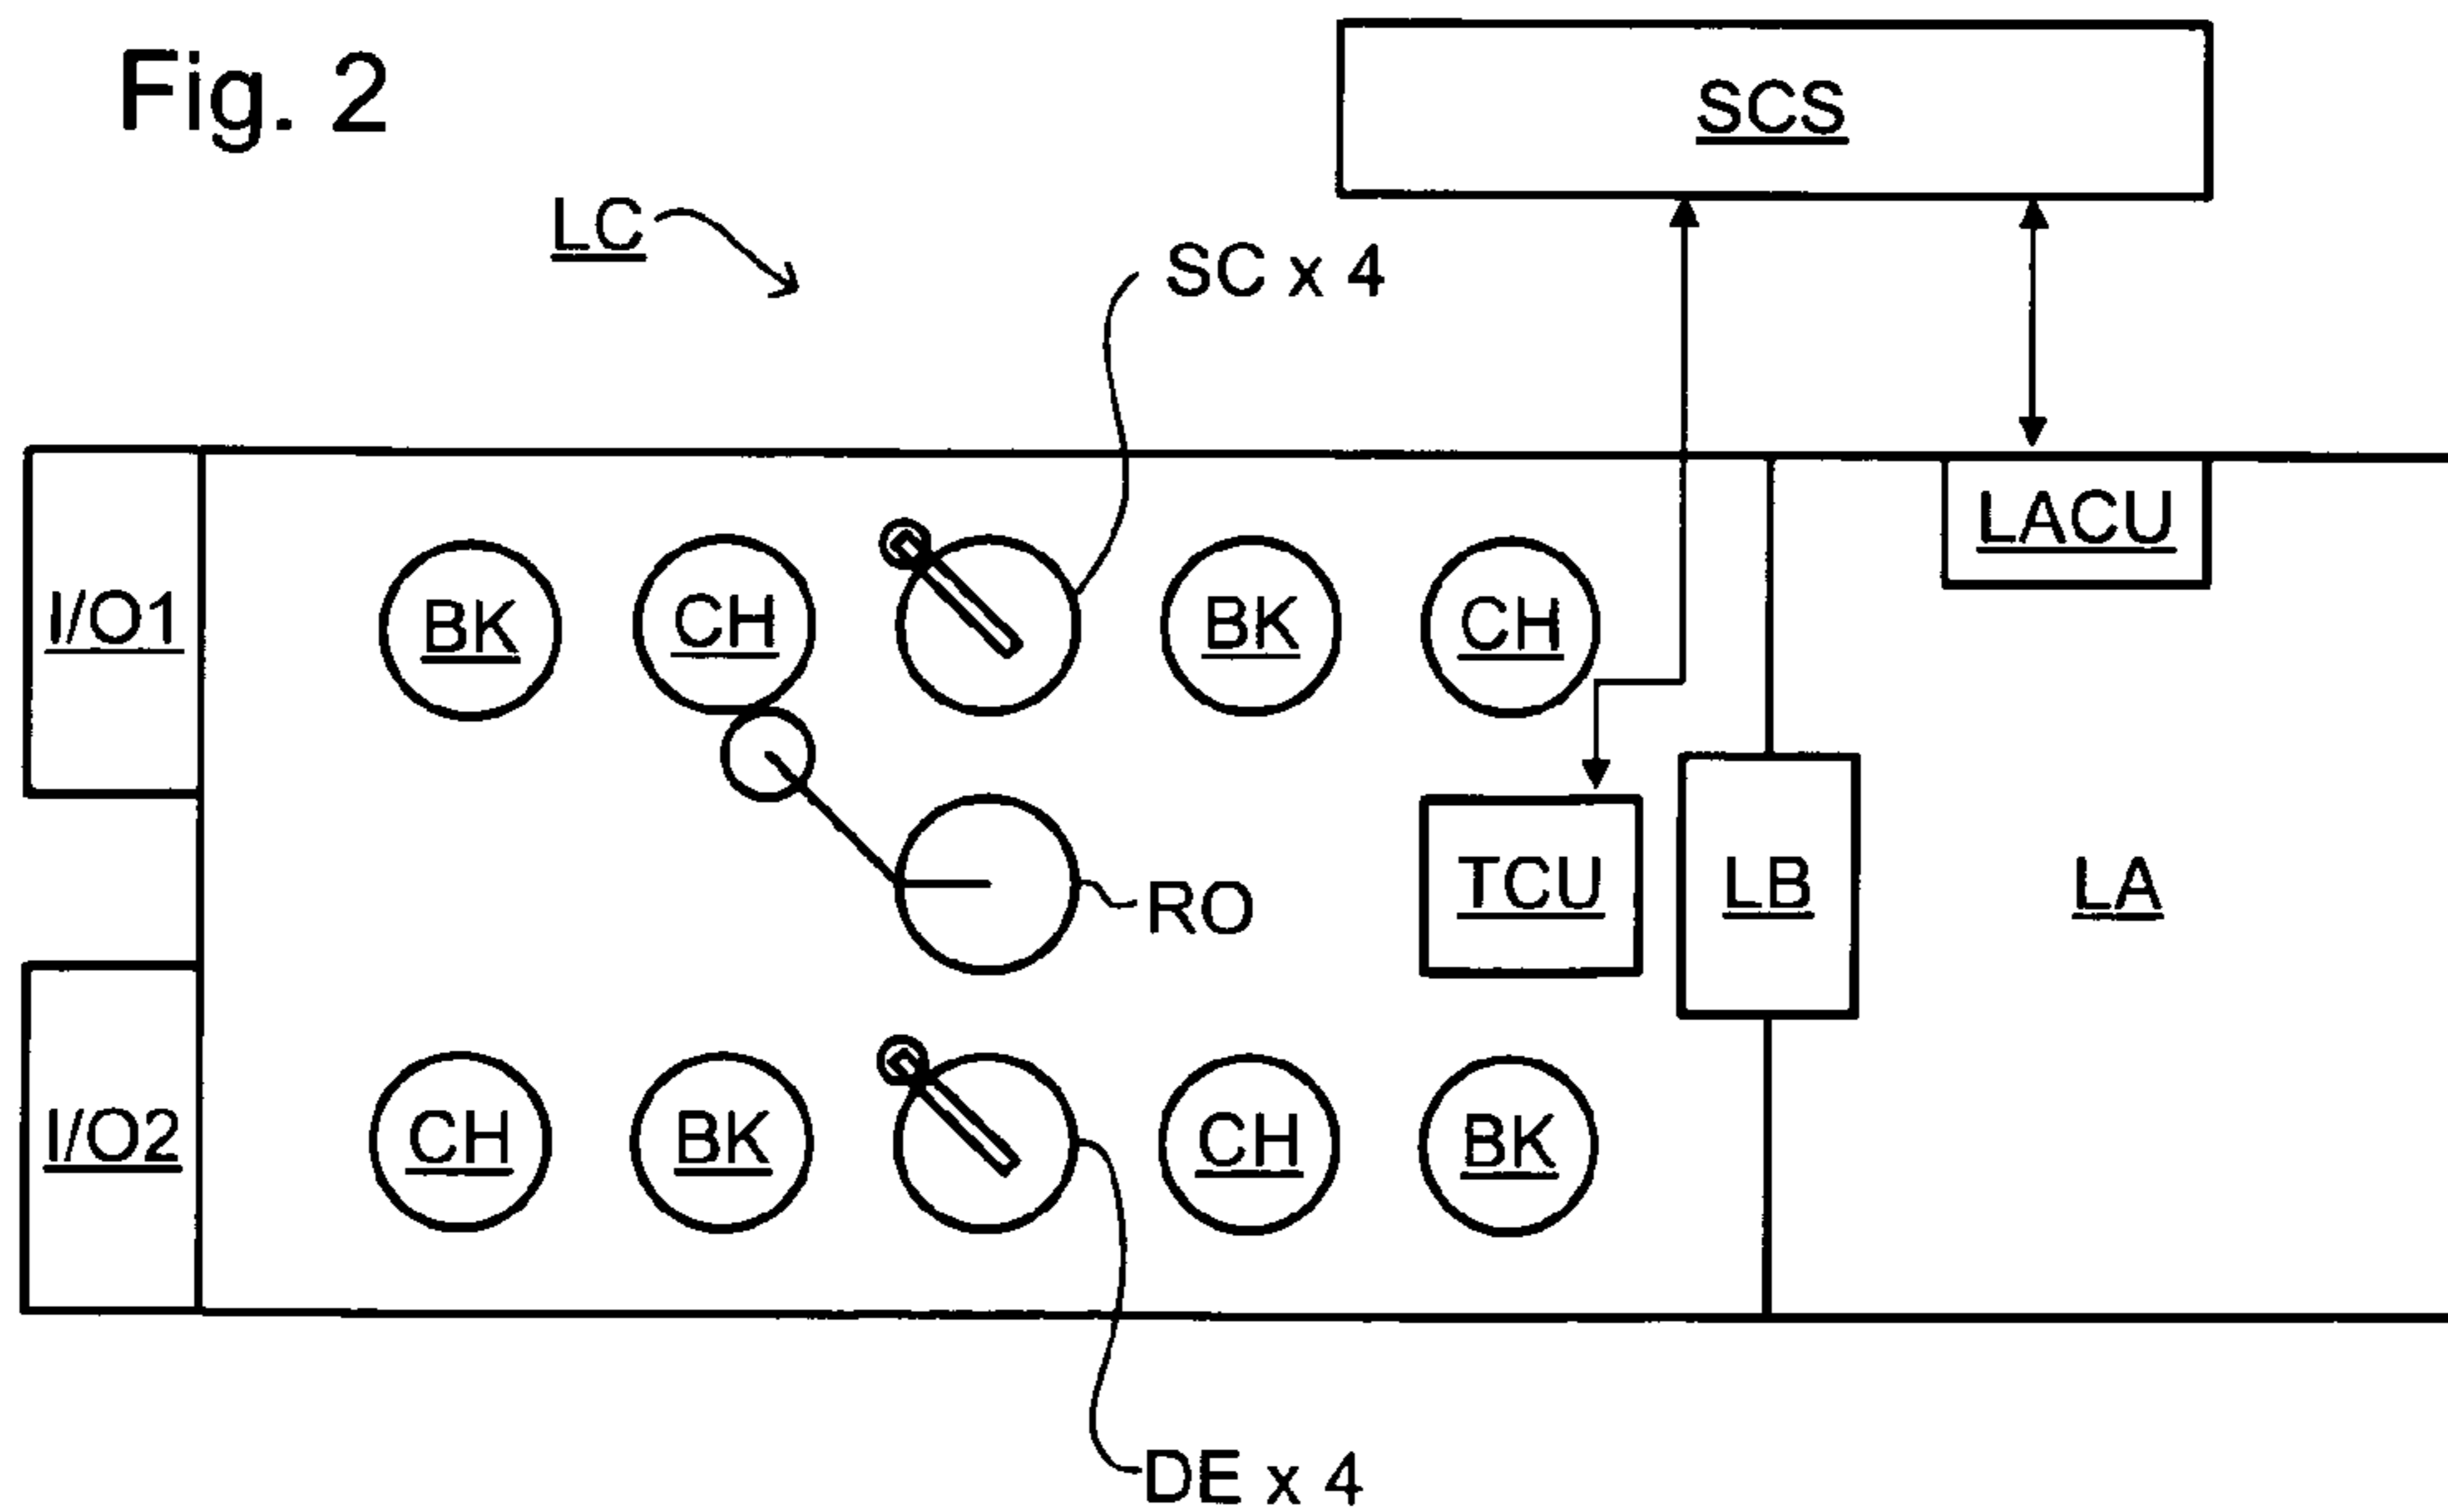 Fig. 2
SCS
LC
SC x 4
LACU
I/O1
BK
CH
BK
CH
RO
TCU
LB
LA
I/O2
CH
BK
CH
BK
DE x 4